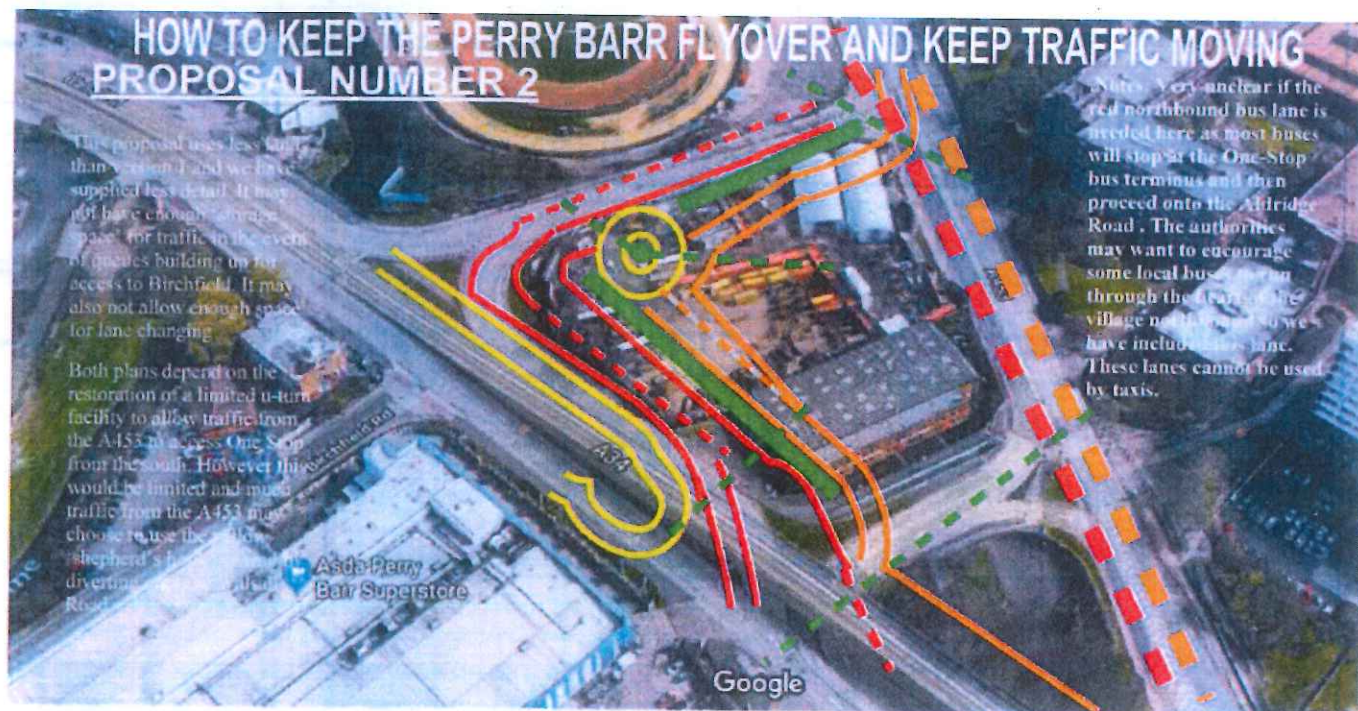 HOW TO KEEP THE PERRY BARR FLYOVER AND KEEP TRAFFIC MOVING
PROPOSAL NUMBER 2
This proposal uses less
than version 1 and we have
supplied less detail. It may
not have enough "storage
space" for traffic in the event
of queues building up for
access to Birchfield. It may
also not allow enough space
for lane changing
Both plans depend on the
restoration of a limited u-turn
facility to allow traffic from
the A453 to access One Stop
from the south. However this
would be limited and much
traffic from the A453 may
choose to use the
shepherd's
diverting
Road
Notes. Very unclear if the
red northbound bus lane is
needed here as most buses
will stop at the One-Stop
bus terminus and then
proceed onto the Aldridge
Road . The authorities
may want to encourage
some local buses to run
through the
village
have included lane.
These lanes cannot be used
by taxis.
A34
Birchfield Rd
Asda Perry
Barr Superstore
Google